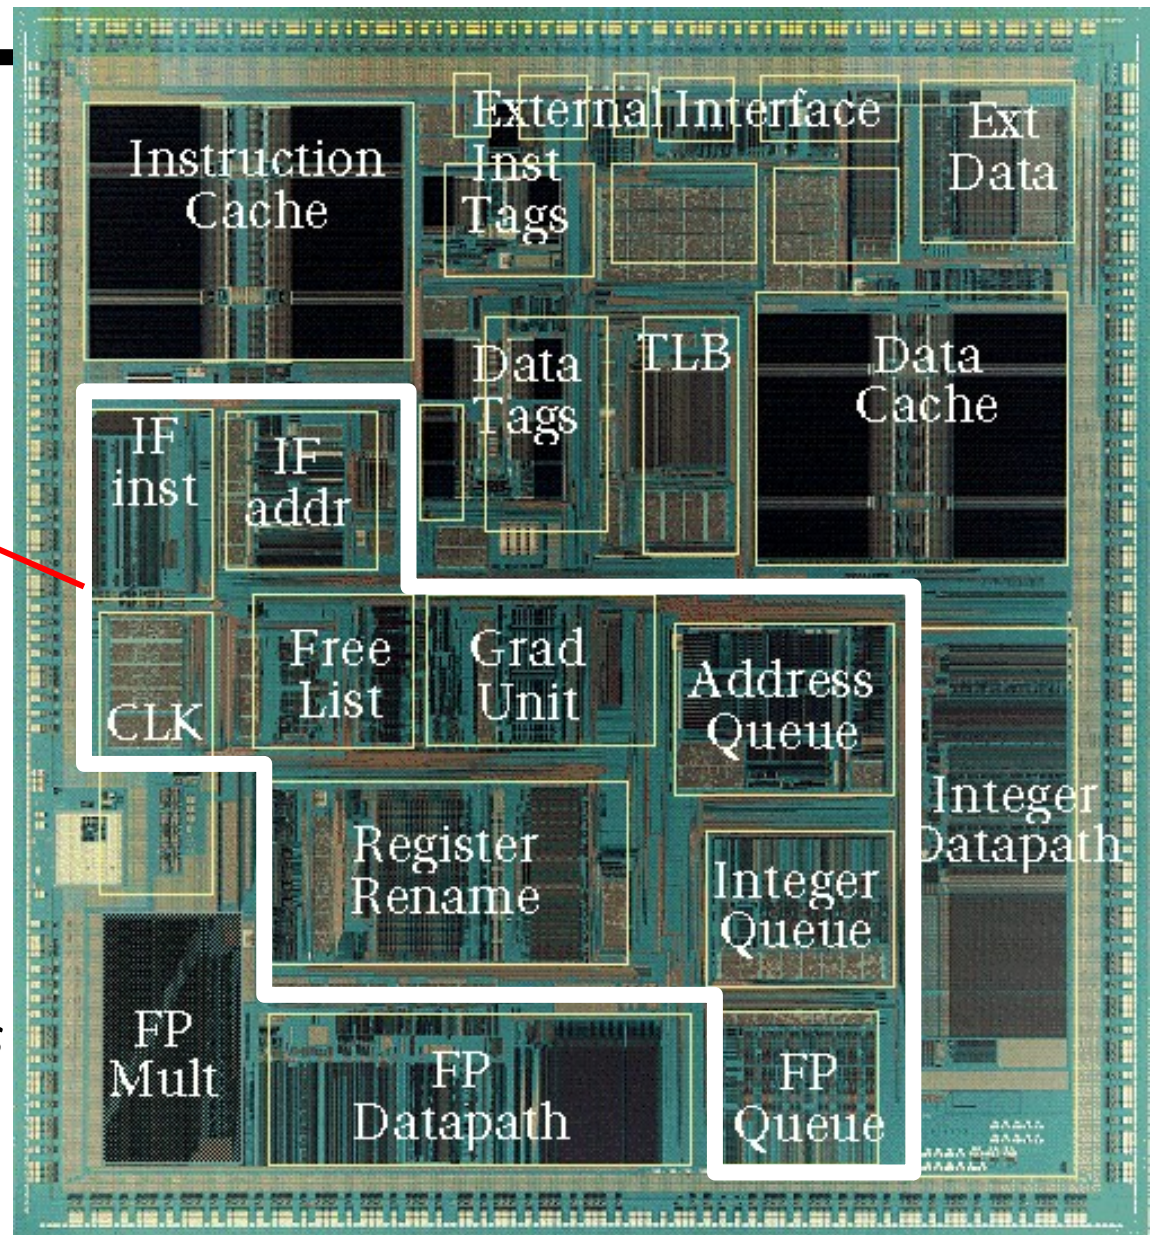 External Interface
Ext
Data
Instruction
Cache
Inst
Tags
Data
Tags
TLB
Data
Cache
IF
inst
IF
addr
Free
List
Grad
Unit
Address
Queue
CLK
Integer
Datapath
Register
Rename
Integer
Queue
FP
Mult
FP
Datapath
FP
Queue